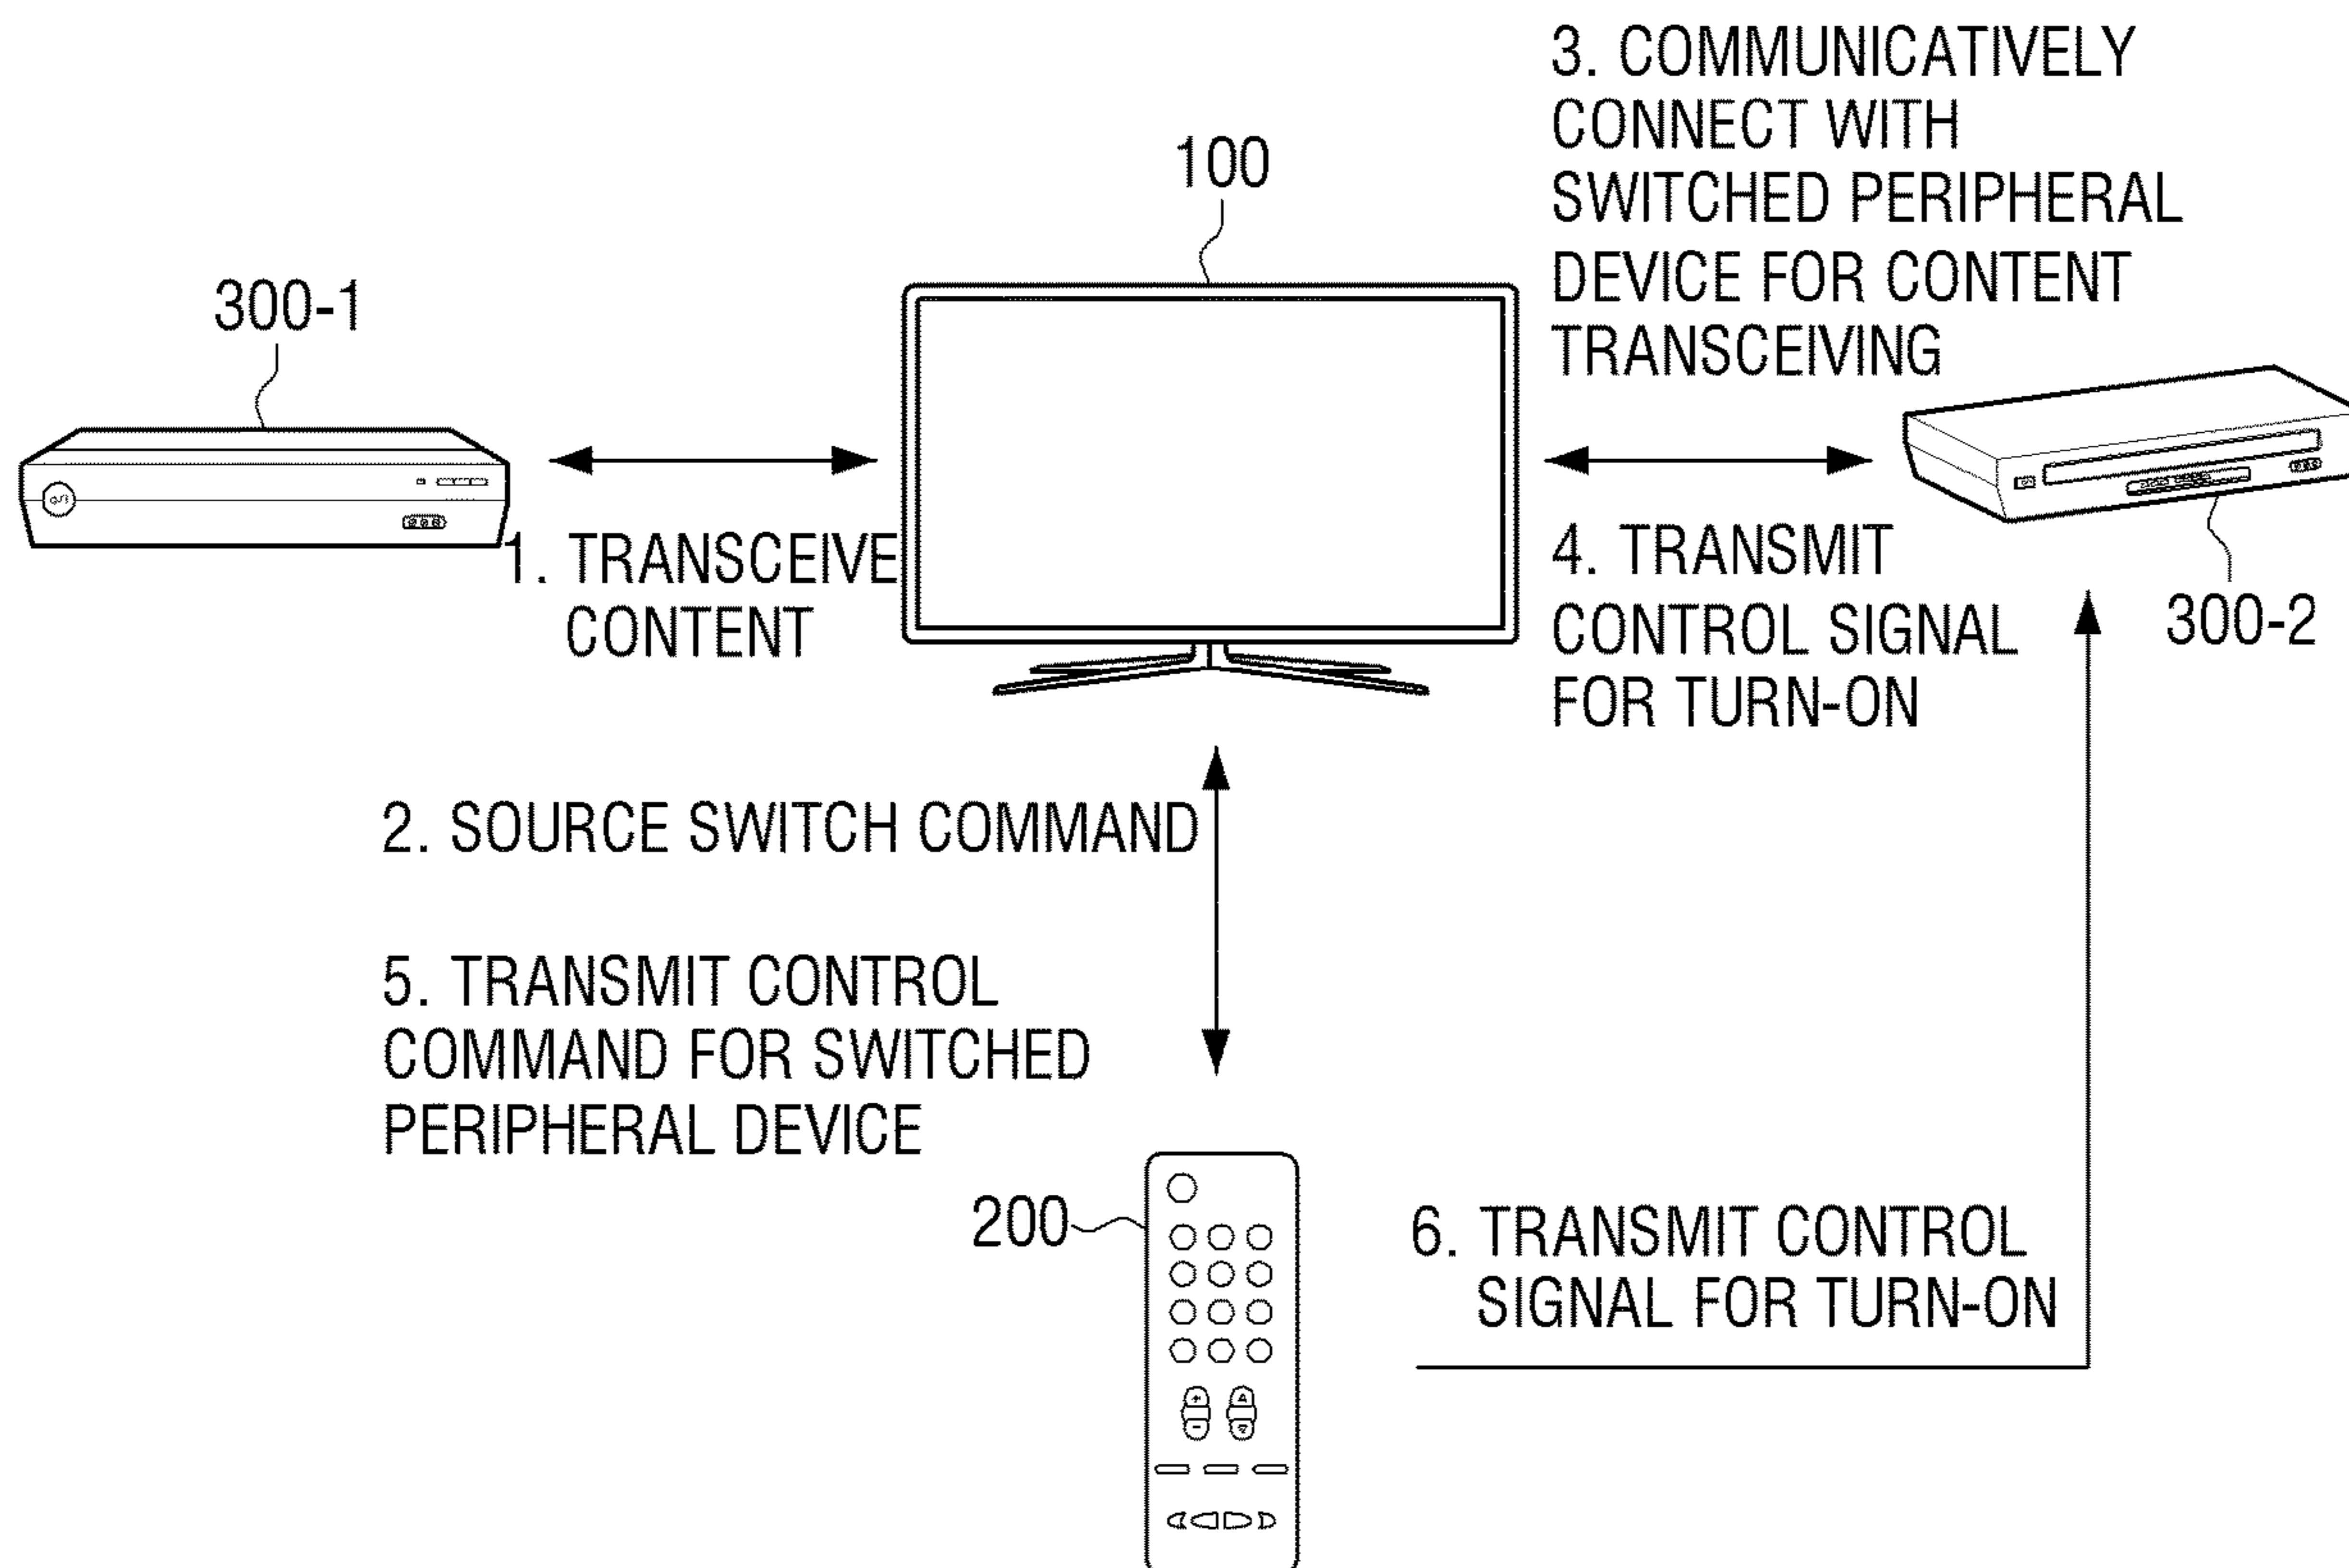 3. COMMUNICATIVELY
CONNECT WITH
SWITCHED PERIPHERAL
DEVICE FOR CONTENT
TRANSCEIVING
100
300-1
1. TRANSCEIVE
CONTENT
4. TRANSMIT
CONTROL SIGNAL
FOR TURN-ON
300-2
2. SOURCE SWITCH COMMAND
5. TRANSMIT CONTROL
COMMAND FOR SWITCHED
PERIPHERAL DEVICE
200
6. TRANSMIT CONTROL
SIGNAL FOR TURN-ON